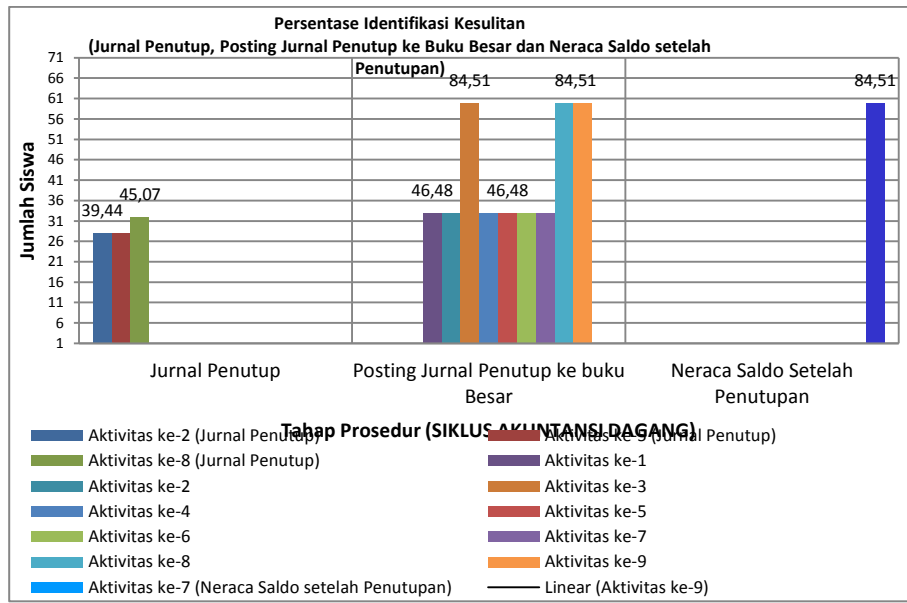 Persentase Identifikasi Kesulitan
(Jurnal Penutup, Posting Jurnal Penutup ke Buku Besar dan Neraca Saldo setelah
Penutupan)
Jumlah Siswa
71
66
61
56
51
46
41
36
31
26
21
16
11
6
1
39,44
45,07
46,48
84,51
46,48
84,51
84,51
Jurnal Penutup
Posting Jurnal Penutup ke buku
Besar
Neraca Saldo Setelah
Penutupan
Tahap Prosedur (SIKLUS AKUNTANSI DAGANG)
Aktivitas ke-2 (Jurnal Penutup)
Aktivitas ke-5 (Jurnal Penutup)
Aktivitas ke-8 (Jurnal Penutup)
Aktivitas ke-1
Aktivitas ke-2
Aktivitas ke-3
Aktivitas ke-4
Aktivitas ke-5
Aktivitas ke-6
Aktivitas ke-7
Aktivitas ke-8
Aktivitas ke-9
Aktivitas ke-7 (Neraca Saldo setelah Penutupan)
Linear (Aktivitas ke-9)